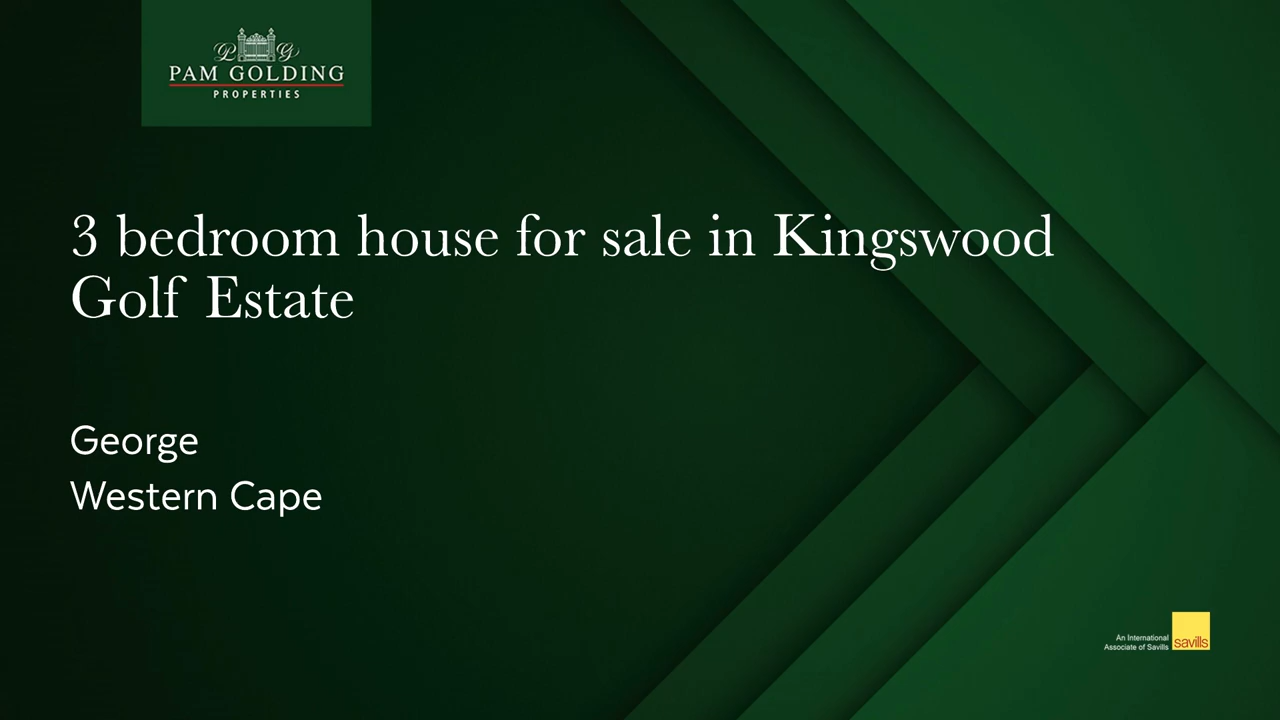 P G
PAM GOLDING
PROPERTIES
3 bedroom house for sale in Kingswood
Golf Estate
George
Western Cape
An International
Associate of Savills
savills